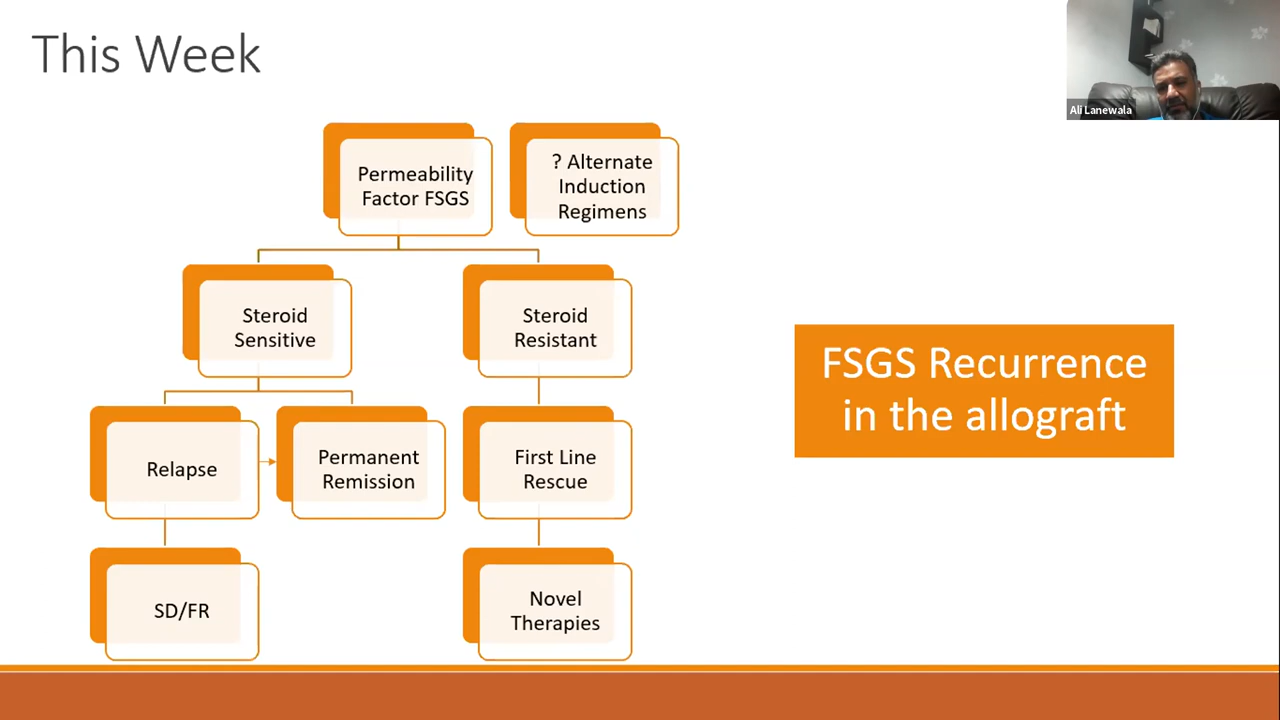 This Week
Ali Lanewala
Permeability
Factor FSGS
? Alternate
Induction
Regimens
Steroid
Sensitive
Steroid
Resistant
FSGS Recurrence
in the allograft
Relapse
Permanent
Remission
First Line
Rescue
SD/FR
Novel
Therapies